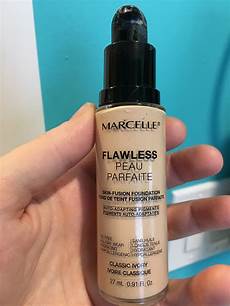 MARCELLE
FLAWLESS
PEAU
PARFAITE
SKIN-FUSION FOUNDATION
FOND DE TEINT FUSION PARFAITE
AUTO-ADAPTING PIGMENTS
PIGMENTS AUTO-ADAPTABLES
CLASSIC IVORY
IVOIRE CLASSIQUE
27 mL 0.91 FL. OZ